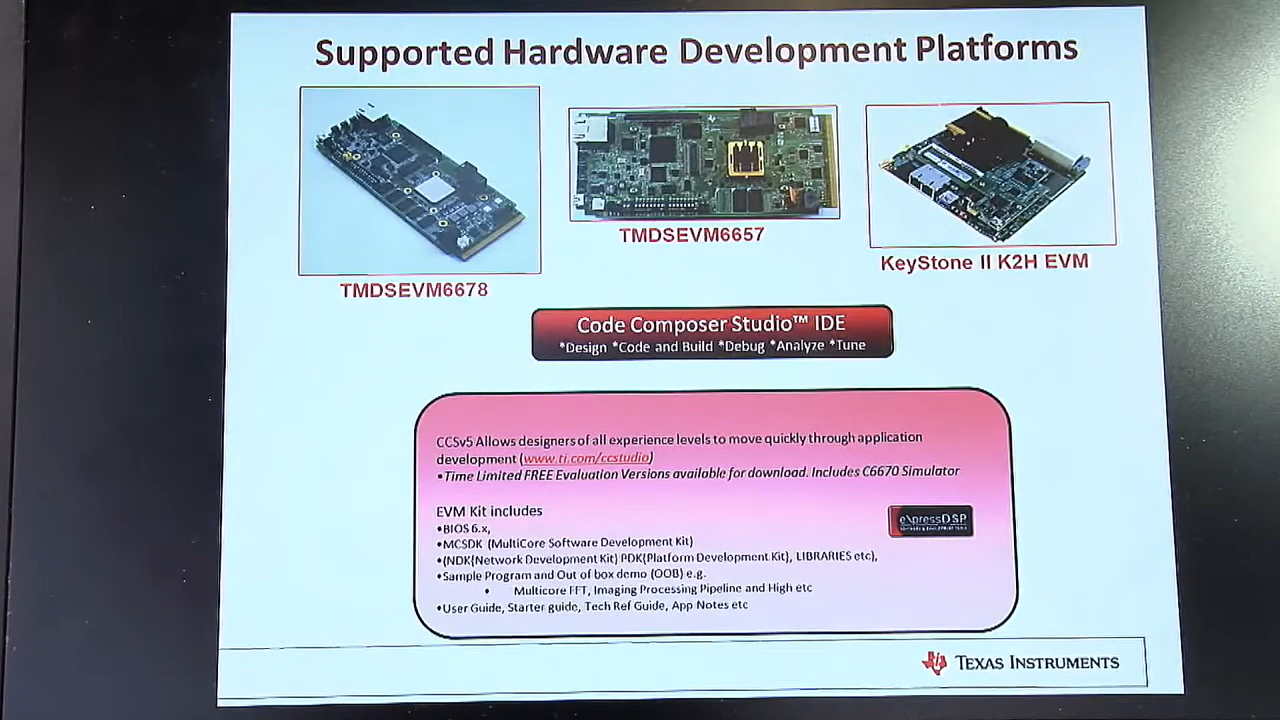 Supported Hardware Development Platforms
TMDSEVM6678
TMDSEVM6657
KeyStone II K2H EVM
Code Composer Studio™ IDE
*Design *Code and Build *Debug *Analyze *Tune
CCSv5 Allows designers of all experience levels to move quickly through application
development (www.ti.com/ccstudio)
•Time Limited FREE Evaluation Versions available for download. Includes C6670 Simulator
EVM Kit includes
•BIOS 6.x,
•MCSDK (MultiCore Software Development Kit)
•(NDK{Network Development Kit} PDK{Platform Development Kit}, LIBRARIES etc),
•Sample Program and Out of box demo (OOB) e.g.
• Multicore FFT, Imaging Processing Pipeline and High etc
•User Guide, Starter guide, Tech Ref Guide, App Notes etc
eXpressDSP
TEXAS INSTRUMENTS